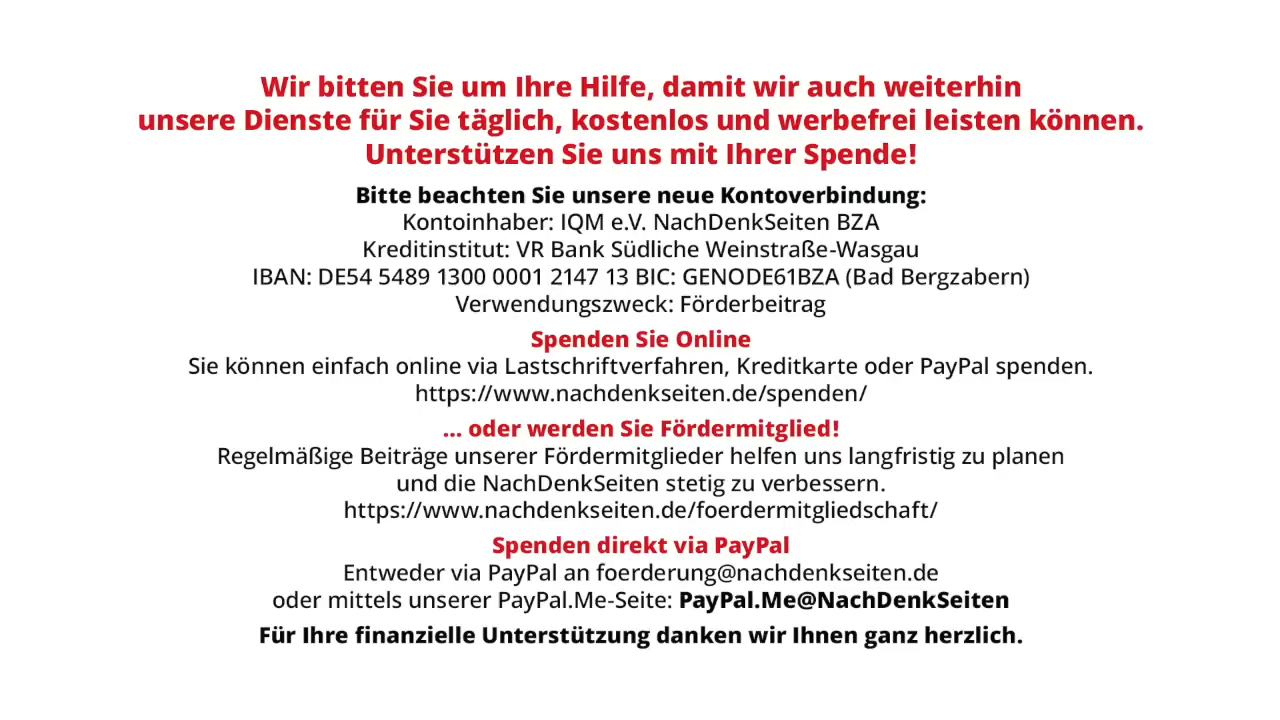 Wir bitten Sie um Ihre Hilfe, damit wir auch weiterhin
unsere Dienste für Sie täglich, kostenlos und werbefrei leisten können.
Unterstützen Sie uns mit Ihrer Spende!
Bitte beachten Sie unsere neue Kontoverbindung:
Kontoinhaber: IQM e.V. NachDenkSeiten BZA
Kreditinstitut: VR Bank Südliche Weinstraße-Wasgau
IBAN: DE54 5489 1300 0001 2147 13 BIC: GENODE61BZA (Bad Bergzabern)
Verwendungszweck: Förderbeitrag
Spenden Sie Online
Sie können einfach online via Lastschriftverfahren, Kreditkarte oder PayPal spenden.
https://www.nachdenkseiten.de/spenden/
... oder werden Sie Fördermitglied!
Regelmäßige Beiträge unserer Fördermitglieder helfen uns langfristig zu planen
und die NachDenkSeiten stetig zu verbessern.
https://www.nachdenkseiten.de/foerdermitgliedschaft/
Spenden direkt via PayPal
Entweder via PayPal an foerderung@nachdenkseiten.de
oder mittels unserer PayPal.Me-Seite: PayPal.Me@NachDenkSeiten
Für Ihre finanzielle Unterstützung danken wir Ihnen ganz herzlich.